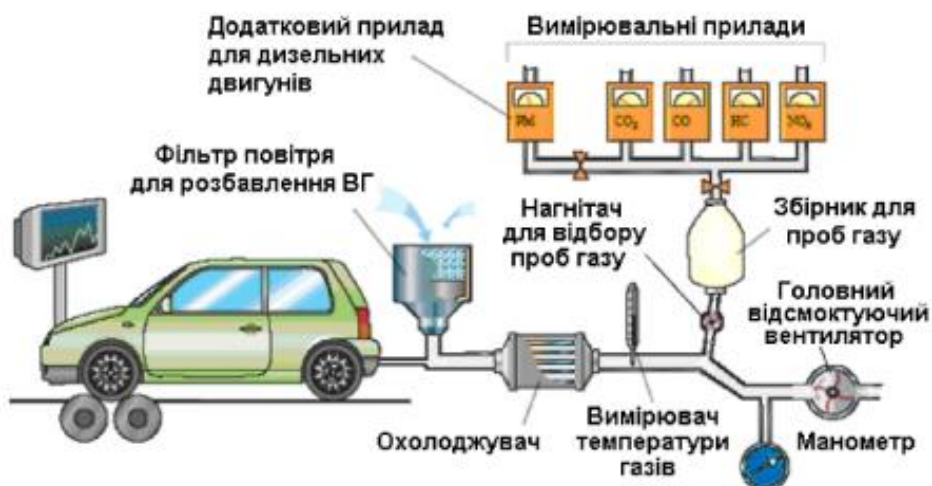 Додатковий прилад
для дизельних
двигунів
Вимірювальні прилади
PM
CO₂
CO
HC
NOₓ
Фільтр повітря
для розбавлення ВГ
Нагнітач
для відбору
проб газу
Збірник для
проб газу
Головний
відсмоктуючий
вентилятор
Охолоджувач
Вимірювач
температури
газів
Манометр